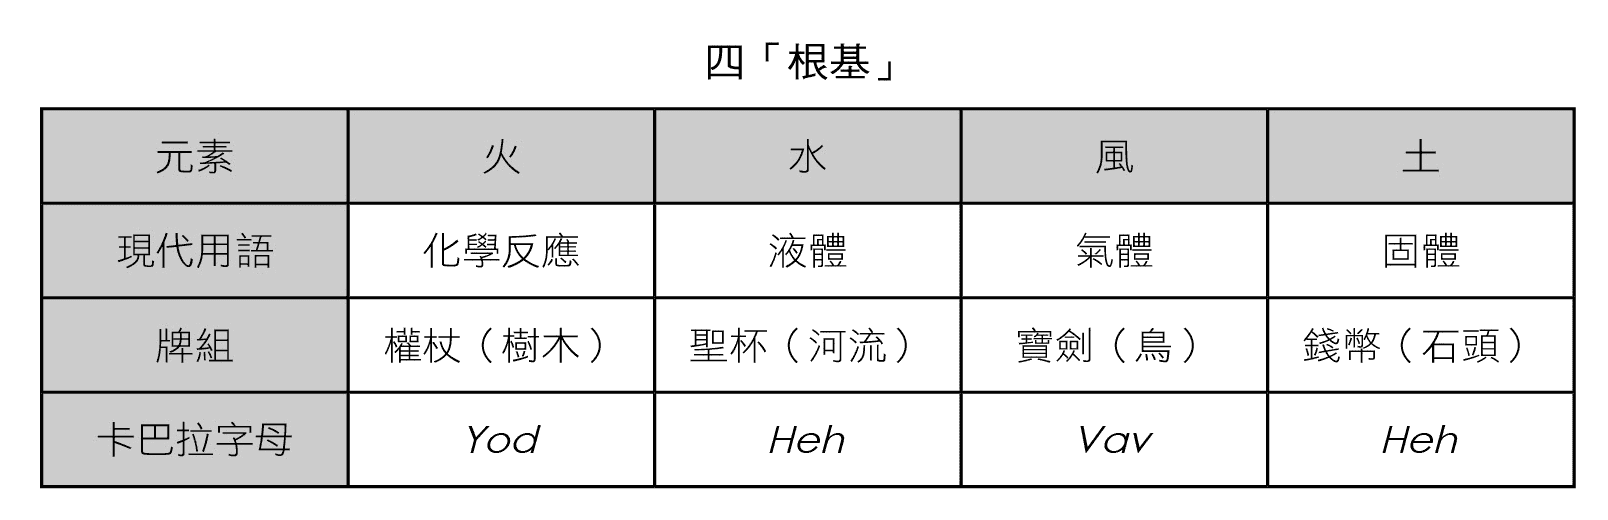 四「根基」
元素 火 水 風 土
現代用語 化學反應 液體 氣體 固體
牌組 權杖（樹木） 聖杯（河流） 寶劍（鳥） 錢幣（石頭）
卡巴拉字母 Yod Heh Vav Heh